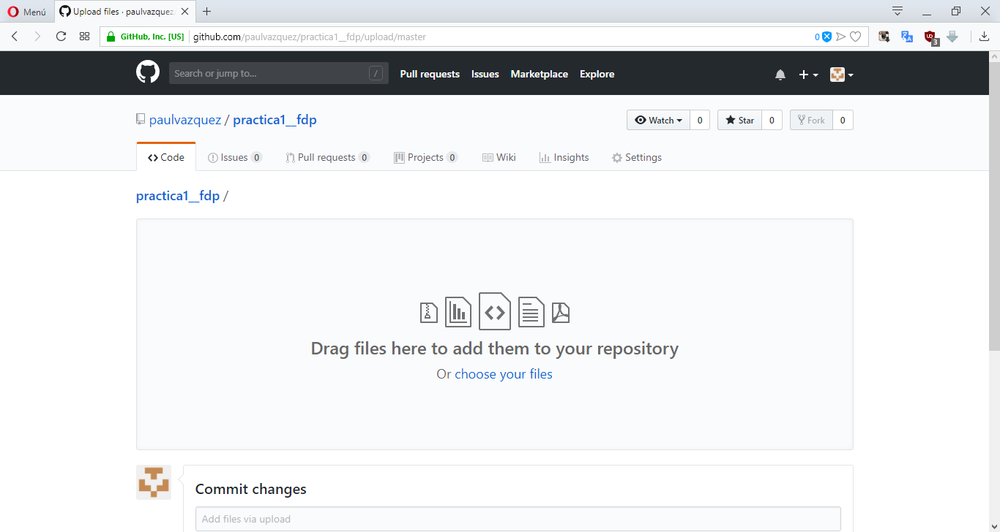 Menú
Upload files · paulvazquez
GitHub, Inc. [US]
github.com/paulvazquez/practica1__fdp/upload/master
0
3
Search or jump to...
/
Pull requests
Issues
Marketplace
Explore
paulvazquez / practica1__fdp
Watch
0
Star
0
Fork
0
Code
Issues 0
Pull requests 0
Projects 0
Wiki
Insights
Settings
practica1__fdp /
Drag files here to add them to your repository
Or choose your files
Commit changes
Add files via upload